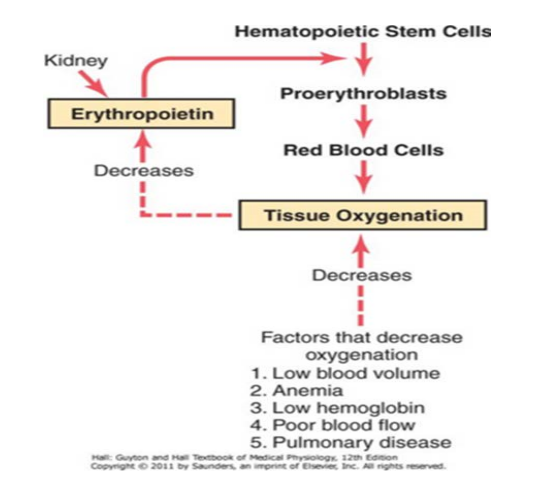 Hematopoietic Stem Cells
Kidney
Proerythroblasts
Erythropoietin
Red Blood Cells
Decreases
Tissue Oxygenation
Decreases
Factors that decrease
oxygenation
1. Low blood volume
2. Anemia
3. Low hemoglobin
4. Poor blood flow
5. Pulmonary disease
Hall: Guyton and Hall Textbook of Medical Physiology, 12th Edition
Copyright © 2011 by Saunders, an imprint of Elsevier, Inc. All rights reserved.